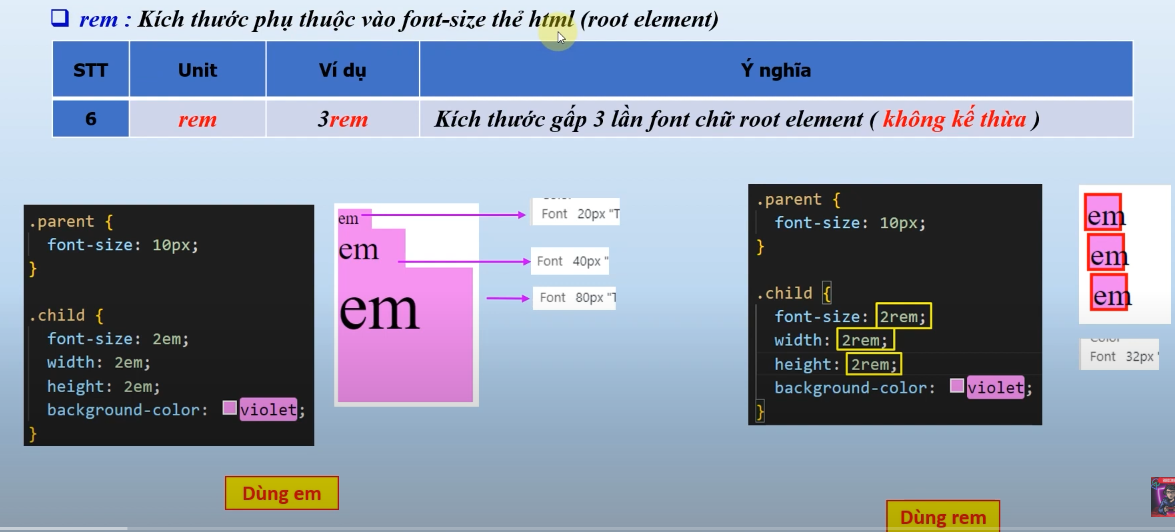 ❑ rem : Kích thước phụ thuộc vào font-size thẻ html (root element)
STT Unit Ví dụ Ý nghĩa
6 rem 3rem Kích thước gấp 3 lần font chữ root element ( không kế thừa )
.parent {
font-size: 10px;
}
.child {
font-size: 2em;
width: 2em;
height: 2em;
background-color: violet;
}
em
em
em
Font 20px "T
Font 40px "
Font 80px "T
Dùng em
.parent {
font-size: 10px;
}
.child {
font-size: 2rem;
width: 2rem;
height: 2rem;
background-color: violet;
}
em
em
em
Font 32px
Dùng rem